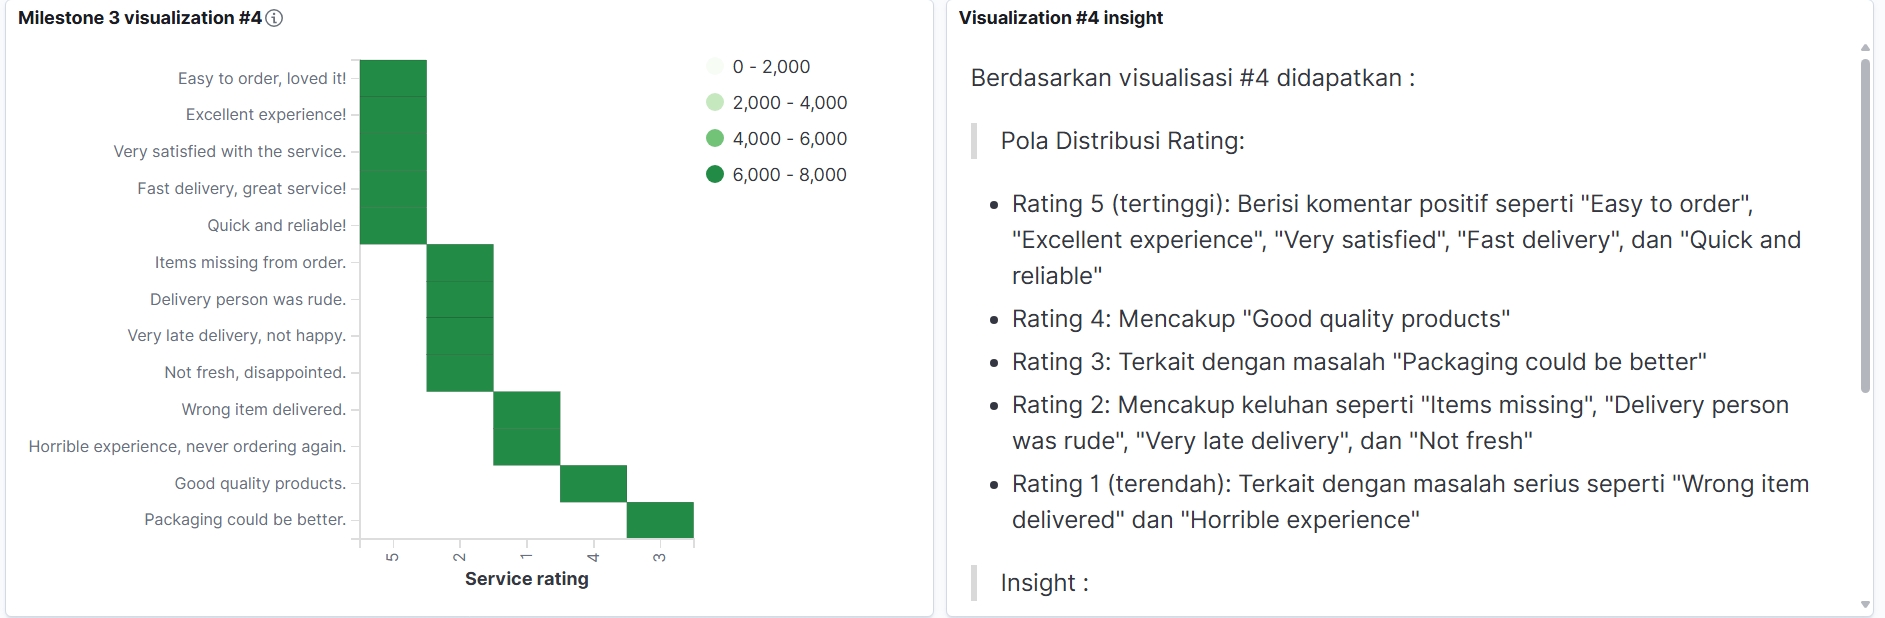 Milestone 3 visualization #4
Easy to order, loved it!
Excellent experience!
Very satisfied with the service.
Fast delivery, great service!
Quick and reliable!
Items missing from order.
Delivery person was rude.
Very late delivery, not happy.
Not fresh, disappointed.
Wrong item delivered.
Horrible experience, never ordering again.
Good quality products.
Packaging could be better.
5
2
1
4
3
Service rating
0 - 2,000
2,000 - 4,000
4,000 - 6,000
6,000 - 8,000
Visualization #4 insight
Berdasarkan visualisasi #4 didapatkan :
Pola Distribusi Rating:
• Rating 5 (tertinggi): Berisi komentar positif seperti "Easy to order",
"Excellent experience", "Very satisfied", "Fast delivery", dan "Quick and
reliable"
• Rating 4: Mencakup "Good quality products"
• Rating 3: Terkait dengan masalah "Packaging could be better"
• Rating 2: Mencakup keluhan seperti "Items missing", "Delivery person
was rude", "Very late delivery", dan "Not fresh"
• Rating 1 (terendah): Terkait dengan masalah serius seperti "Wrong item
delivered" dan "Horrible experience"
Insight :